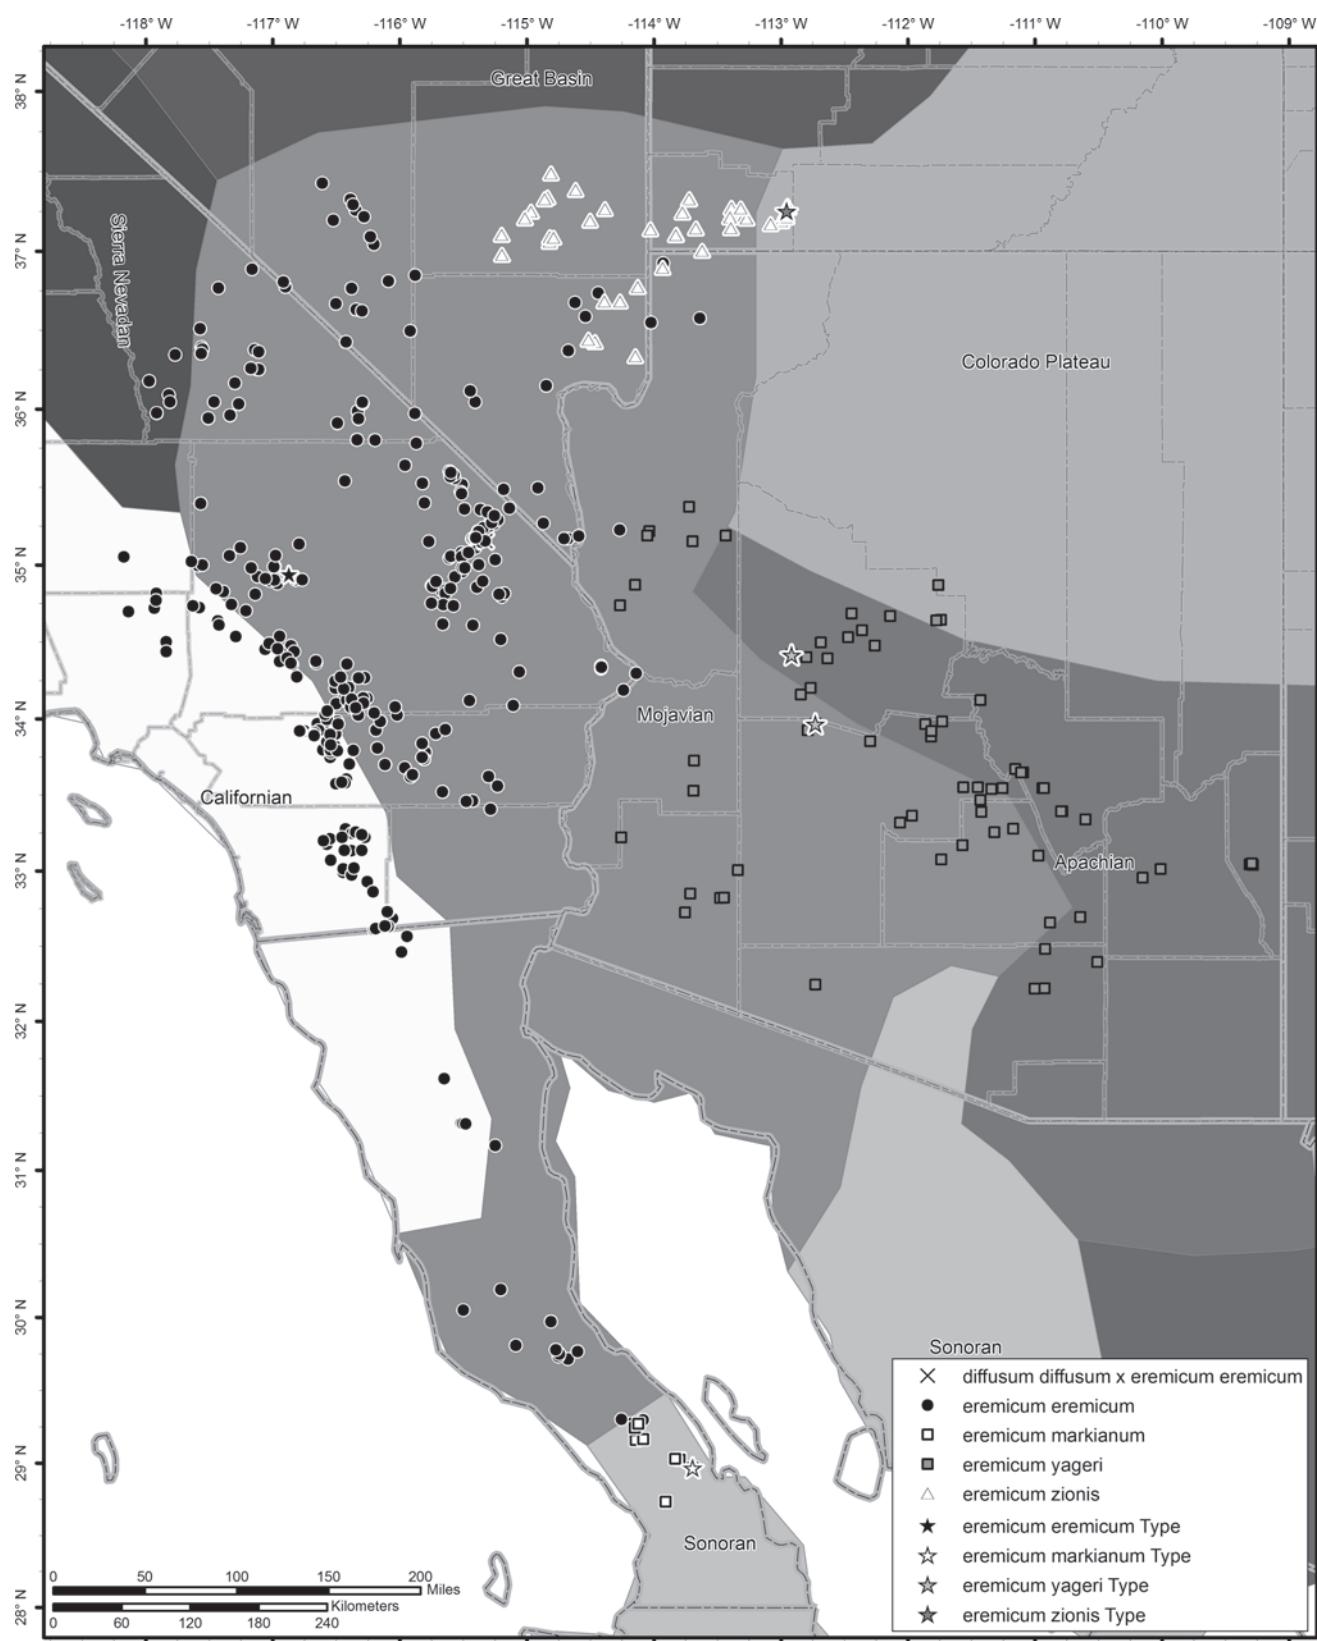 -118° W -117° W -116° W -115° W -114° W -113° W -112° W -111° W -110° W -109° W
38° N
37° N
36° N
35° N
34° N
33° N
32° N
31° N
30° N
29° N
28° N
Great Basin
Sierra Nevadan
Colorado Plateau
Mojavian
Californian
Apachian
Sonoran
Sonoran
diffusum diffusum x eremicum eremicum
eremicum eremicum
eremicum markianum
eremicum yageri
eremicum zionis
eremicum eremicum Type
eremicum markianum Type
eremicum yageri Type
eremicum zionis Type
0 50 100 150 200
Miles
Kilometers
0 60 120 180 240